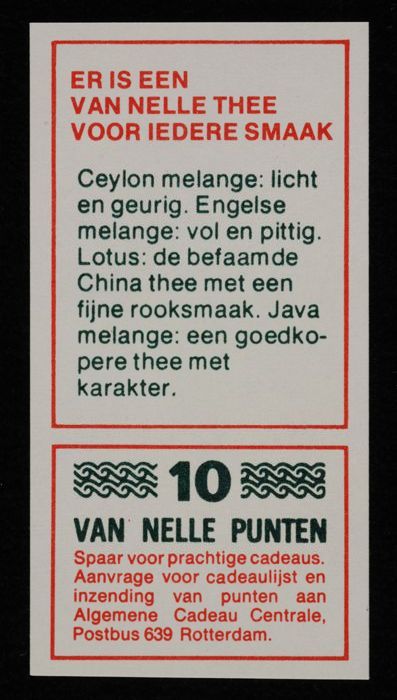 ER IS EEN
VAN NELLE THEE
VOOR IEDERE SMAAK
Ceylon melange: licht
en geurig. Engelse
melange: vol en pittig.
Lotus: de befaamde
China thee met een
fijne rooksmaak. Java
melange: een goedko-
pere thee met
karakter.
10
VAN NELLE PUNTEN
Spaar voor prachtige cadeaus.
Aanvrage voor cadeaulijst en
inzending van punten aan
Algemene Cadeau Centrale,
Postbus 639 Rotterdam.